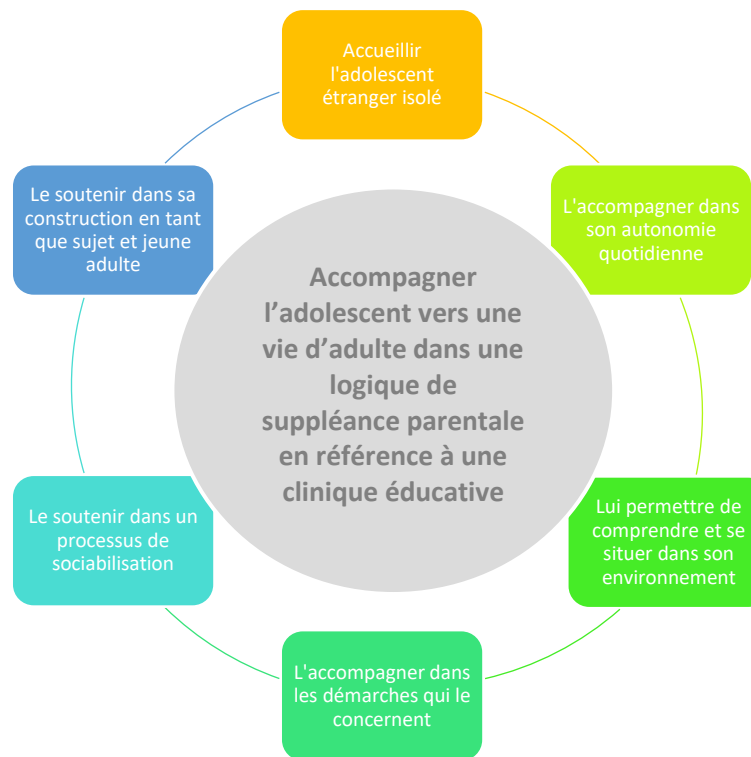 Accueillir
l'adolescent
étranger isolé
L'accompagner dans
son autonomie
quotidienne
Lui permettre de
comprendre et se
situer dans son
environnement
L'accompagner dans
les démarches qui le
concernent
Le soutenir dans un
processus de
sociabilisation
Le soutenir dans sa
construction en tant
que sujet et jeune
adulte
Accompagner
l’adolescent vers une
vie d’adulte dans une
logique de
suppléance parentale
en référence à une
clinique éducative